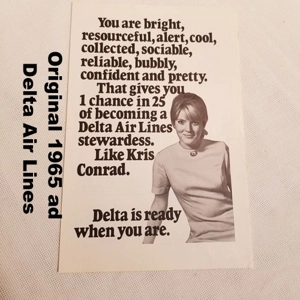 You are bright,
resourceful, alert, cool,
collected, sociable,
reliable, bubbly,
confident and pretty.
That gives you
1 chance in 25
of becoming a
Delta Air Lines
stewardess.
Like Kris
Conrad.
Delta is ready
when you are.
Original 1965 ad
Delta Air Lines